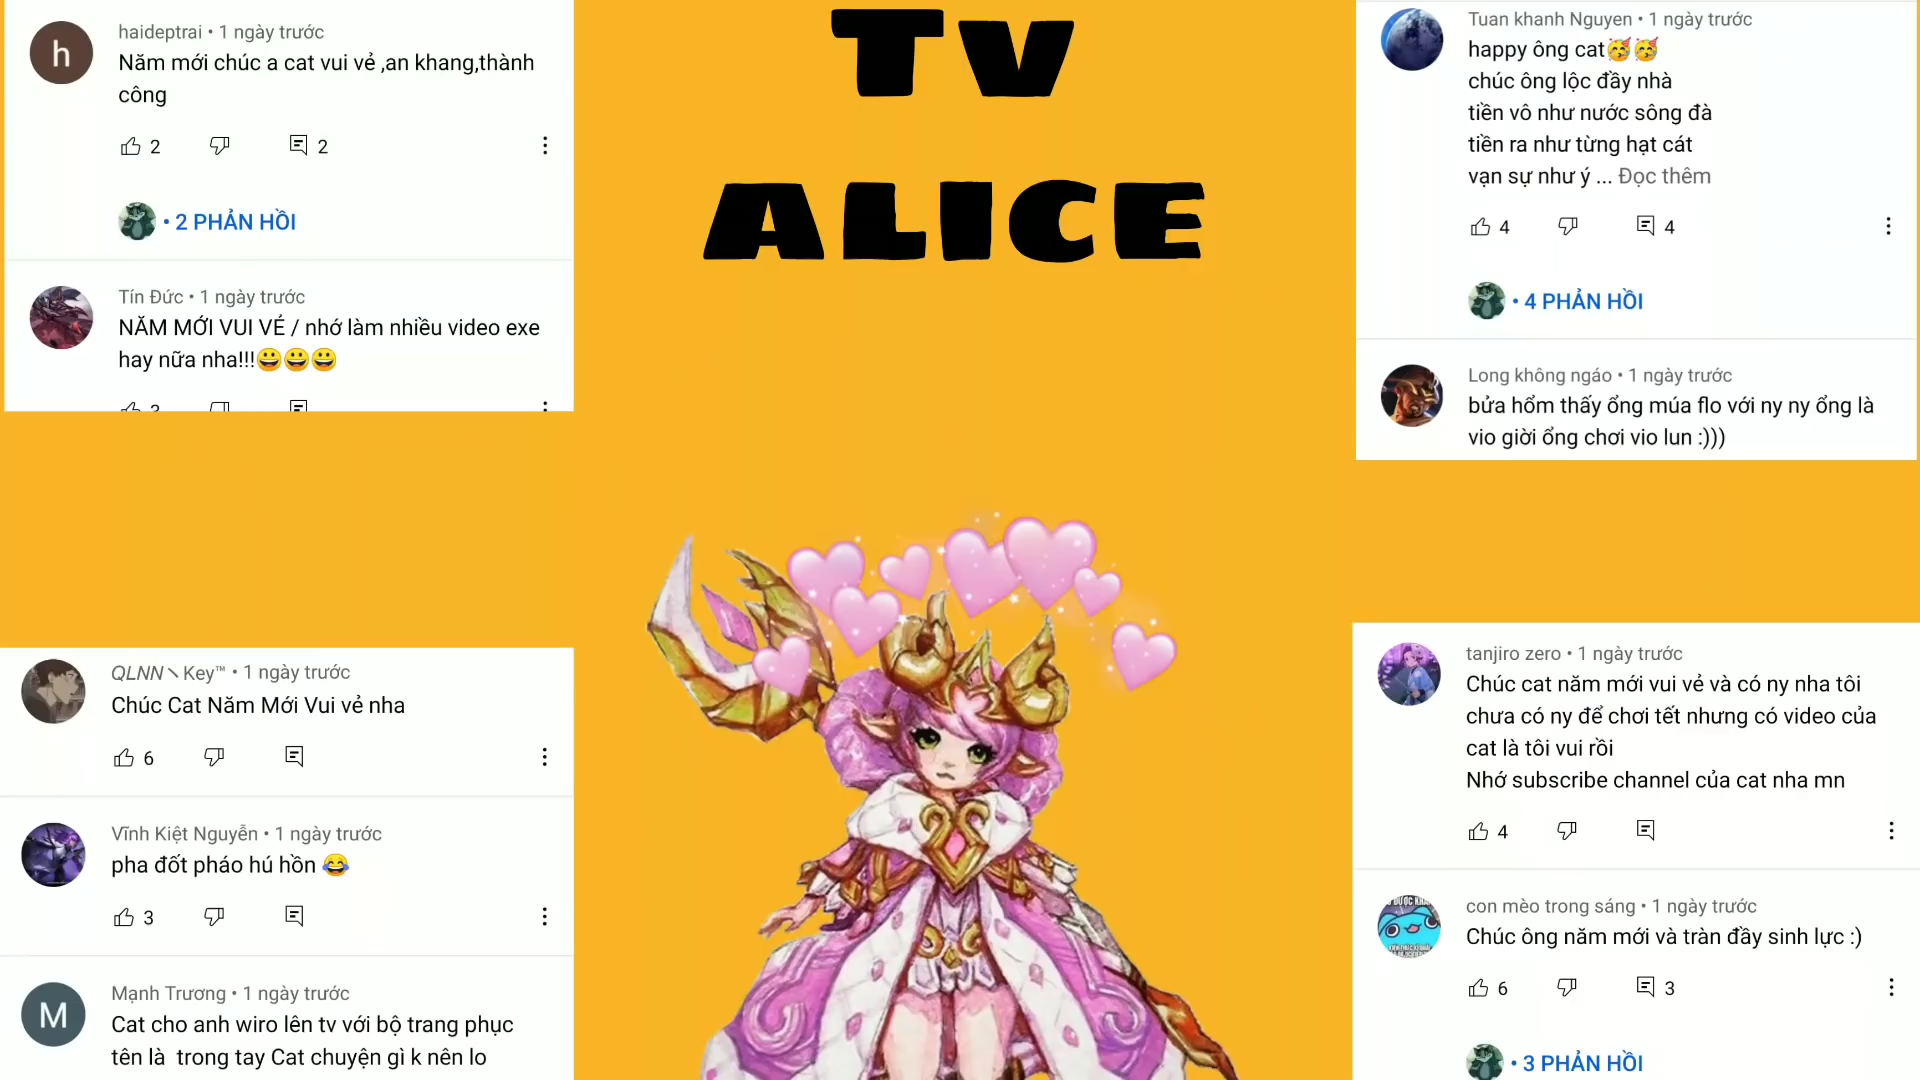 haideptrai • 1 ngày trước
Năm mới chúc a cat vui vẻ ,an khang,thành
công
2 2
• 2 PHẢN HỒI
Tín Đức • 1 ngày trước
NĂM MỚI VUI VẺ / nhớ làm nhiều video exe
hay nữa nha!!!😀😀😀
Tv
ALICE
Tuan khanh Nguyen • 1 ngày trước
happy ông cat🥳🥳
chúc ông lộc đầy nhà
tiền vô như nước sông đà
tiền ra như từng hạt cát
vạn sự như ý ... Đọc thêm
4 4
• 4 PHẢN HỒI
Long không ngáo • 1 ngày trước
bửa hổm thấy ổng múa flo với ny ny ổng là
vio giời ổng chơi vio lun :)))
QLNN丶Key™ • 1 ngày trước
Chúc Cat Năm Mới Vui vẻ nha
6
Vĩnh Kiệt Nguyễn • 1 ngày trước
pha đốt pháo hú hồn 😂
3
M
Mạnh Trương • 1 ngày trước
Cat cho anh wiro lên tv với bộ trang phục
tên là trong tay Cat chuyện gì k nên lo
tanjiro zero • 1 ngày trước
Chúc cat năm mới vui vẻ và có ny nha tôi
chưa có ny để chơi tết nhưng có video của
cat là tôi vui rồi
Nhớ subscribe channel của cat nha mn
4
con mèo trong sáng • 1 ngày trước
Chúc ông năm mới và tràn đầy sinh lực :)
6 3
• 3 PHẢN HỒI